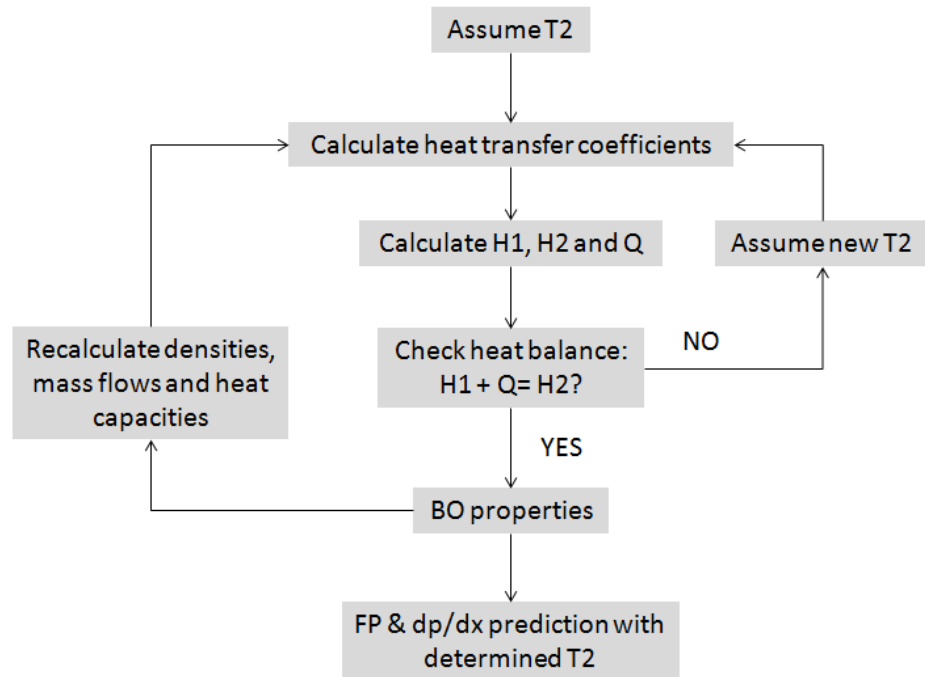 Assume T2
Calculate heat transfer coefficients
Calculate H1, H2 and Q
Assume new T2
Recalculate densities,
mass flows and heat
capacities
Check heat balance:
H1 + Q= H2?
NO
YES
BO properties
FP & dp/dx prediction with
determined T2